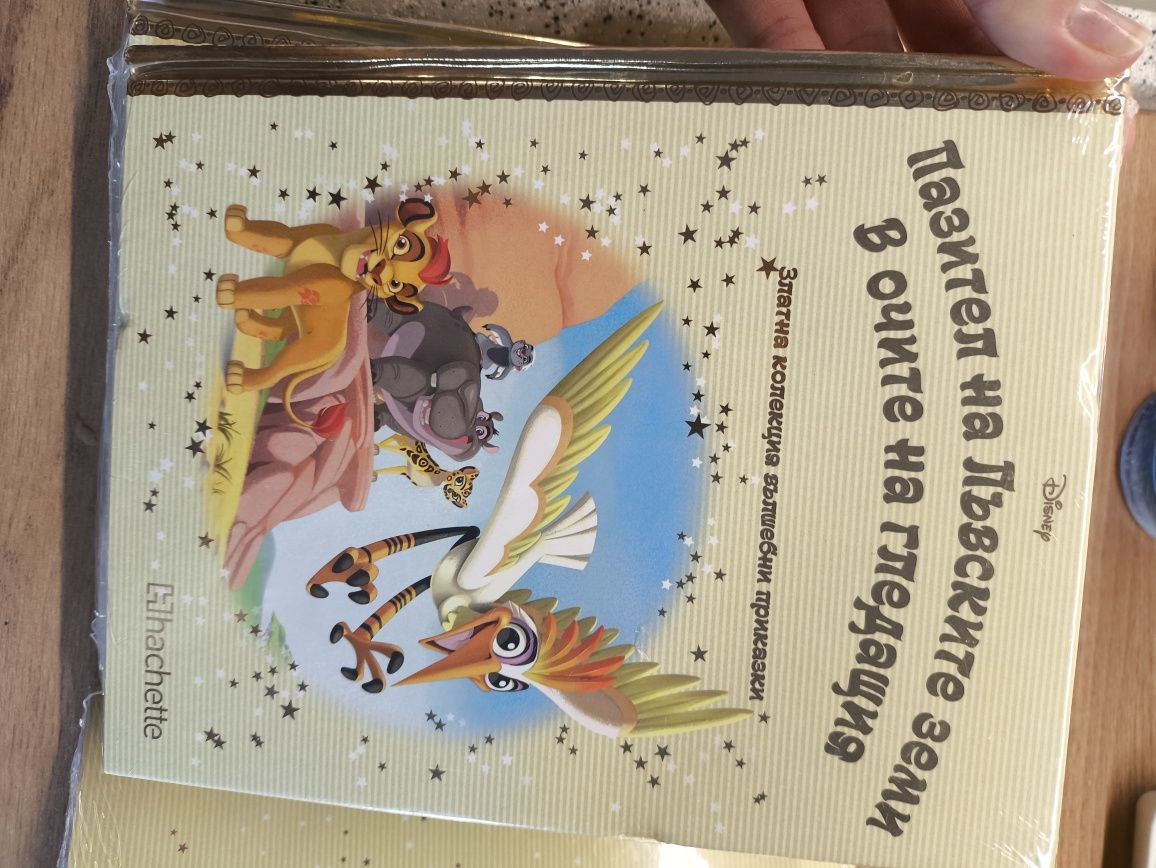 Disney
Пазител на Лъвските земи
В очите на гледащия
Златна колекция вълшебни приказки
hachette